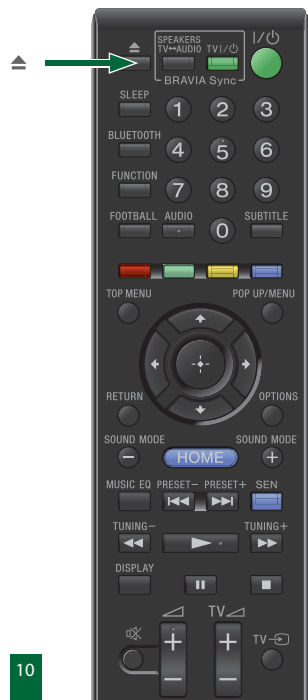 SPEAKERS
TV↔AUDIO TV I/⏻ I/⏻
BRAVIA Sync
SLEEP
1 2 3
BLUETOOTH
4 5 6
FUNCTION
7 8 9
FOOTBALL AUDIO SUBTITLE
0
TOP MENU POP UP/MENU
RETURN OPTIONS
SOUND MODE SOUND MODE
− HOME +
MUSIC EQ PRESET− PRESET+ SEN
TUNING− TUNING+
DISPLAY
TV
+ + TV
− −
10